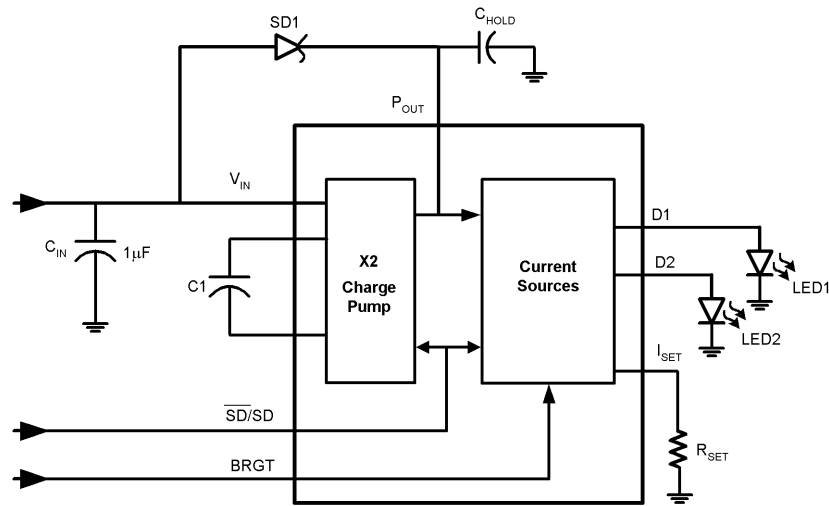 SD1
CHOLD
POUT
VIN
CIN
1µF
C1
X2
Charge
Pump
Current
Sources
D1
D2
LED1
LED2
ISET
RSET
S̅D̅/SD
BRGT